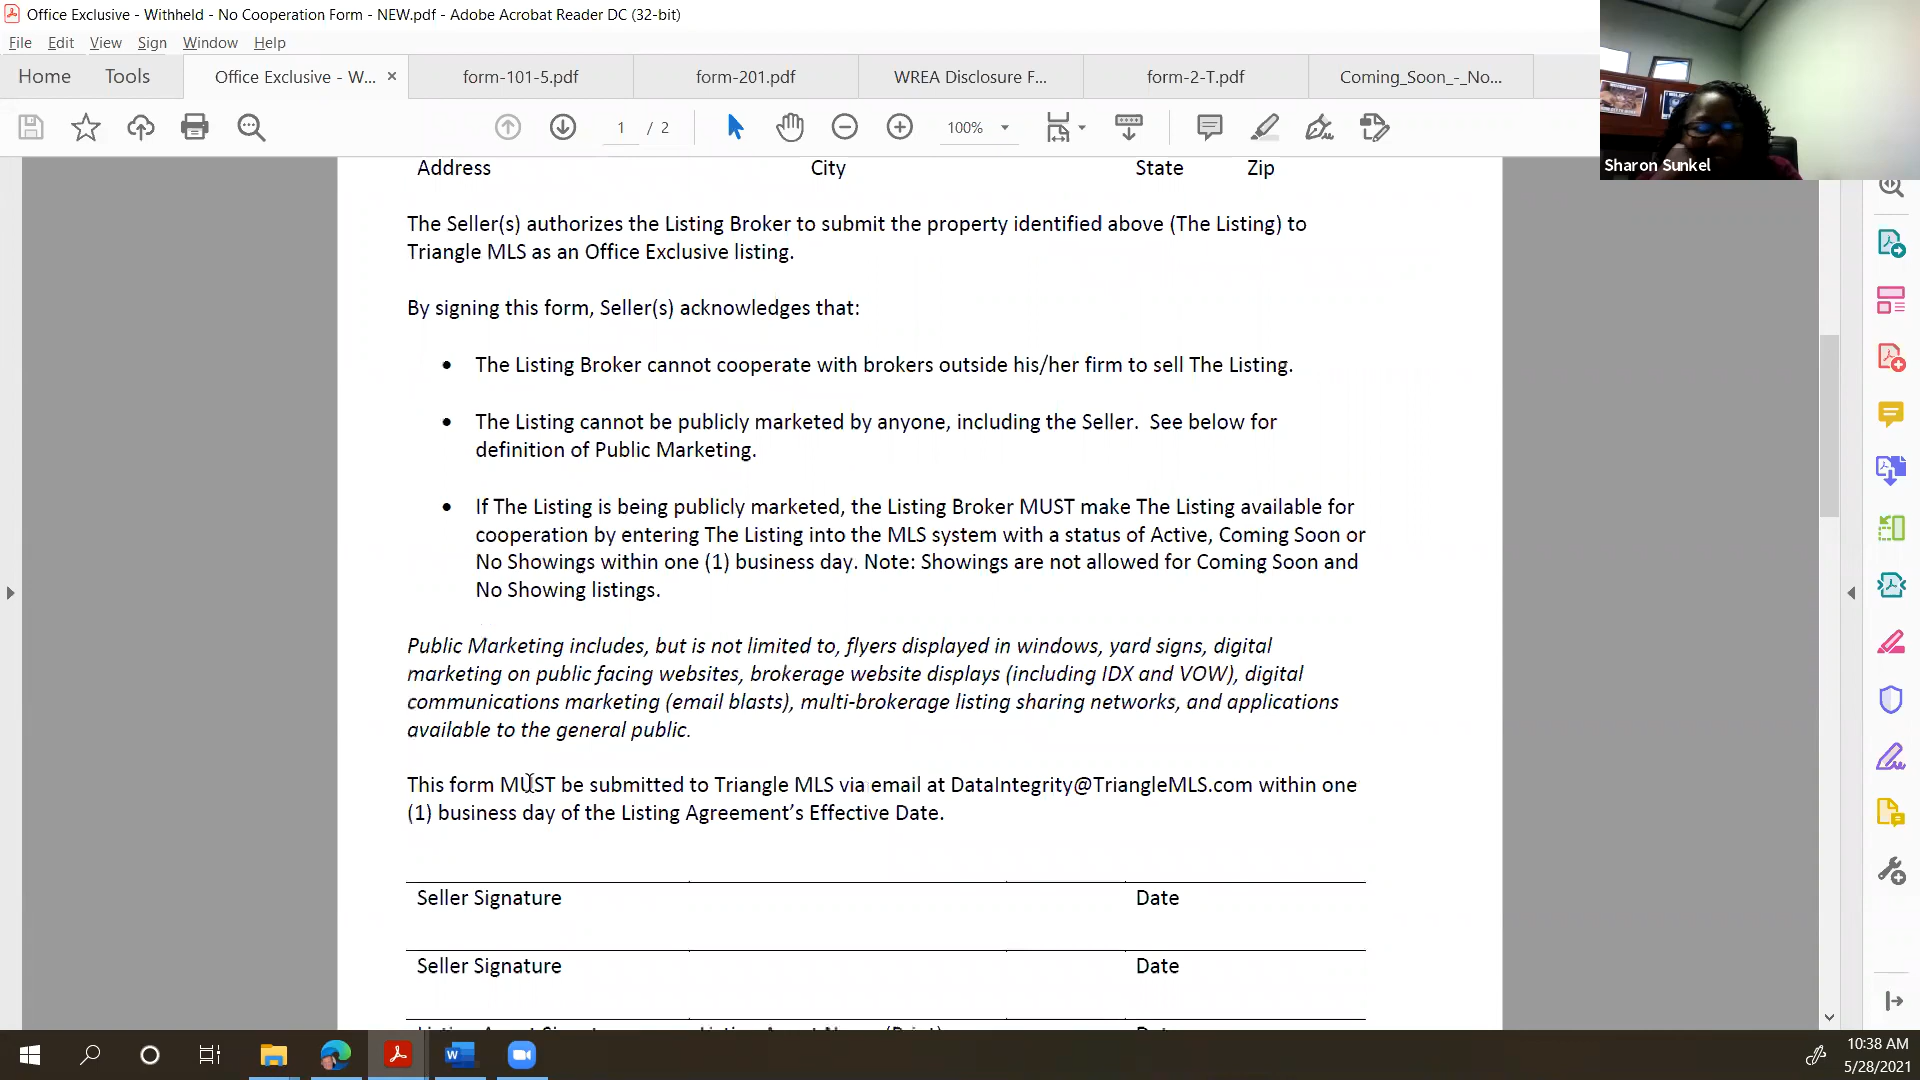 Office Exclusive - Withheld - No Cooperation Form - NEW.pdf - Adobe Acrobat Reader DC (32-bit)
File Edit View Sign Window Help
Home Tools Office Exclusive - W... × form-101-5.pdf form-201.pdf WREA Disclosure F... form-2-T.pdf Coming_Soon_-_No...
1 / 2 100%
Sharon Sunkel
Address City State Zip
The Seller(s) authorizes the Listing Broker to submit the property identified above (The Listing) to
Triangle MLS as an Office Exclusive listing.
By signing this form, Seller(s) acknowledges that:
• The Listing Broker cannot cooperate with brokers outside his/her firm to sell The Listing.
• The Listing cannot be publicly marketed by anyone, including the Seller. See below for
definition of Public Marketing.
• If The Listing is being publicly marketed, the Listing Broker MUST make The Listing available for
cooperation by entering The Listing into the MLS system with a status of Active, Coming Soon or
No Showings within one (1) business day. Note: Showings are not allowed for Coming Soon and
No Showing listings.
Public Marketing includes, but is not limited to, flyers displayed in windows, yard signs, digital
marketing on public facing websites, brokerage website displays (including IDX and VOW), digital
communications marketing (email blasts), multi-brokerage listing sharing networks, and applications
available to the general public.
This form MUST be submitted to Triangle MLS via email at DataIntegrity@TriangleMLS.com within one
(1) business day of the Listing Agreement's Effective Date.
Seller Signature Date
Seller Signature Date
10:38 AM
5/28/2021